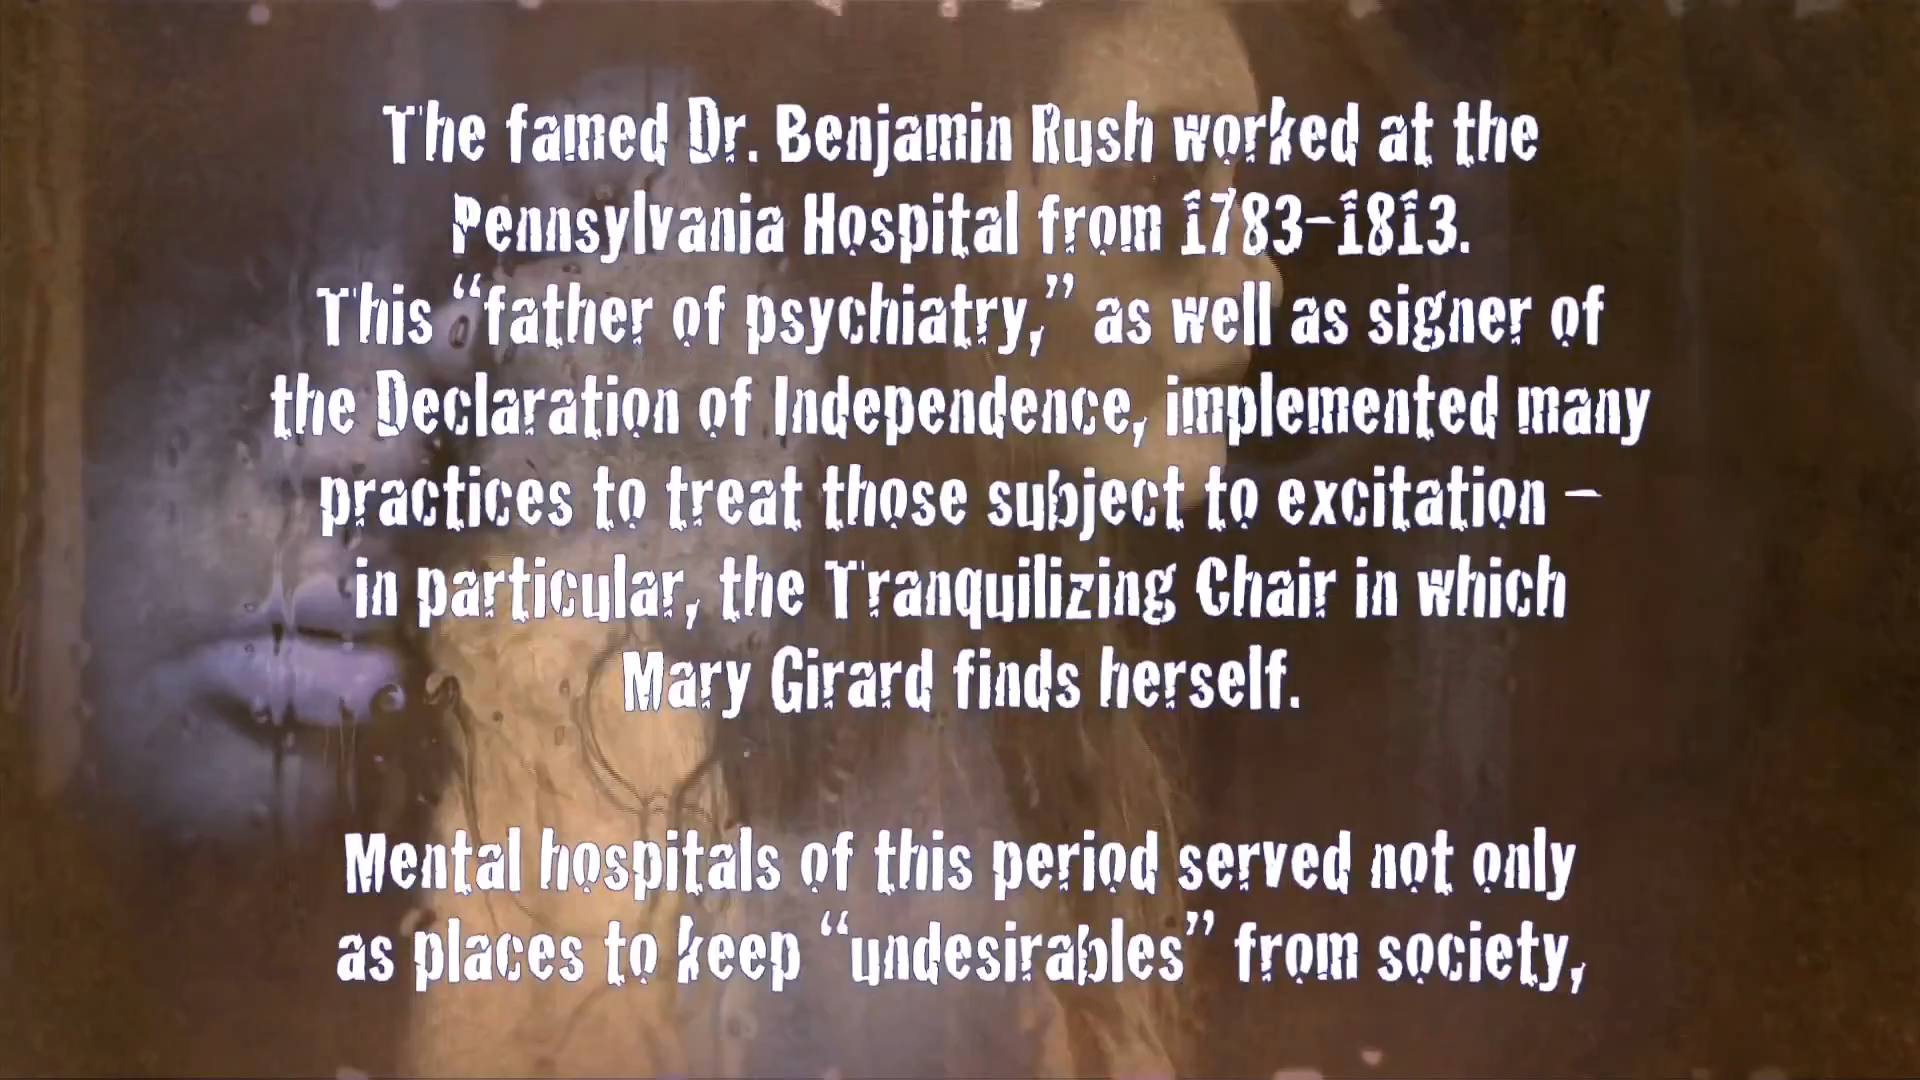 The famed Dr. Benjamin Rush worked at the
Pennsylvania Hospital from 1783-1813.
This “father of psychiatry,” as well as signer of
the Declaration of Independence, implemented many
practices to treat those subject to excitation –
in particular, the Tranquilizing Chair in which
Mary Girard finds herself.
Mental hospitals of this period served not only
as places to keep “undesirables” from society,